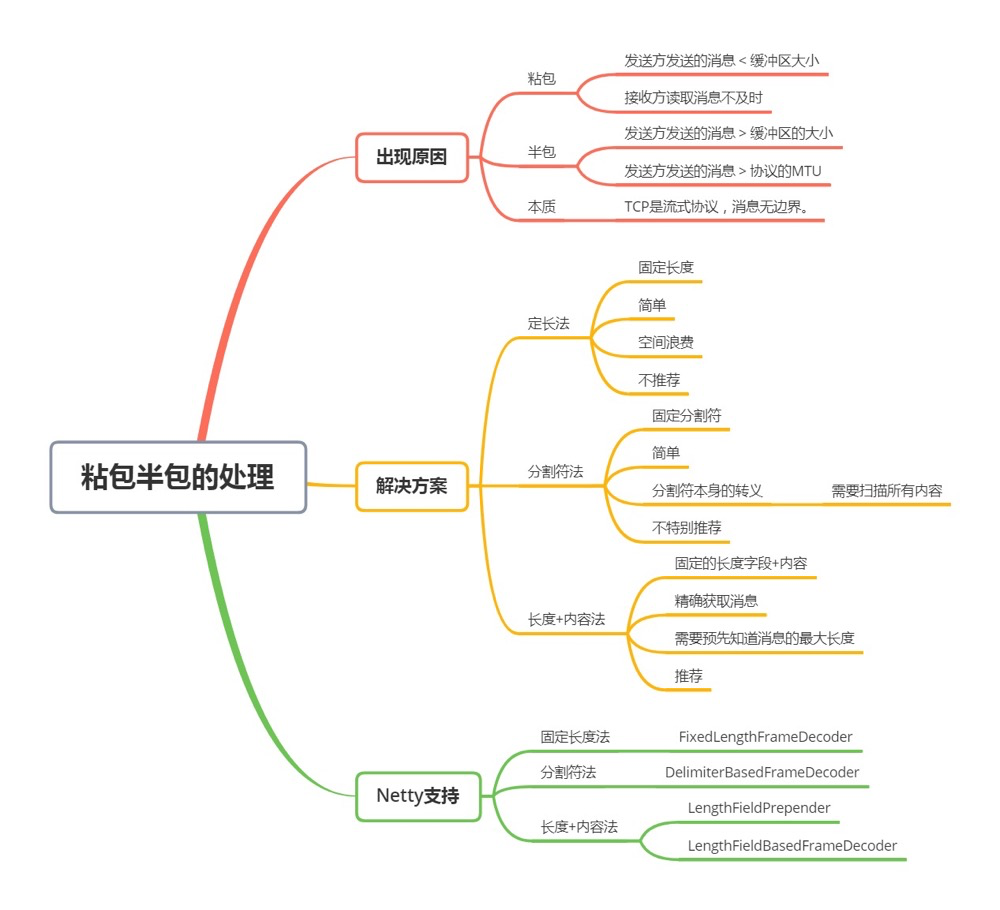 粘包半包的处理
出现原因
粘包
发送方发送的消息 < 缓冲区大小
接收方读取消息不及时
半包
发送方发送的消息 > 缓冲区的大小
发送方发送的消息 > 协议的MTU
本质
TCP是流式协议，消息无边界。
解决方案
定长法
固定长度
简单
空间浪费
不推荐
分割符法
固定分割符
简单
分割符本身的转义
需要扫描所有内容
不特别推荐
长度+内容法
固定的长度字段+内容
精确获取消息
需要预先知道消息的最大长度
推荐
Netty支持
固定长度法
FixedLengthFrameDecoder
分割符法
DelimiterBasedFrameDecoder
长度+内容法
LengthFieldPrepender
LengthFieldBasedFrameDecoder